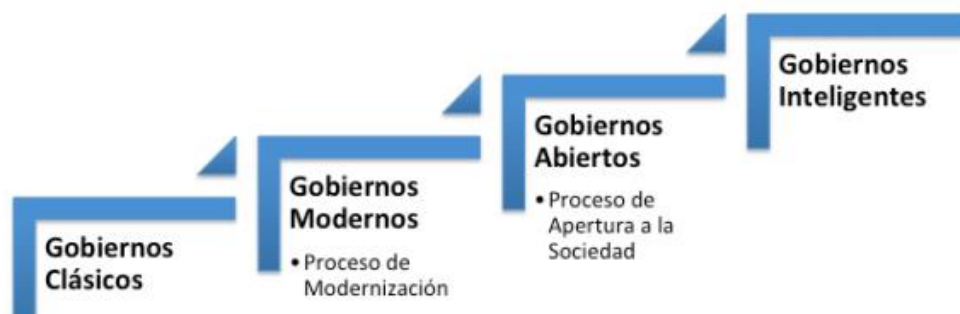 Gobiernos
Clásicos
Gobiernos
Modernos
• Proceso de
Modernización
Gobiernos
Abiertos
• Proceso de
Apertura a la
Sociedad
Gobiernos
Inteligentes